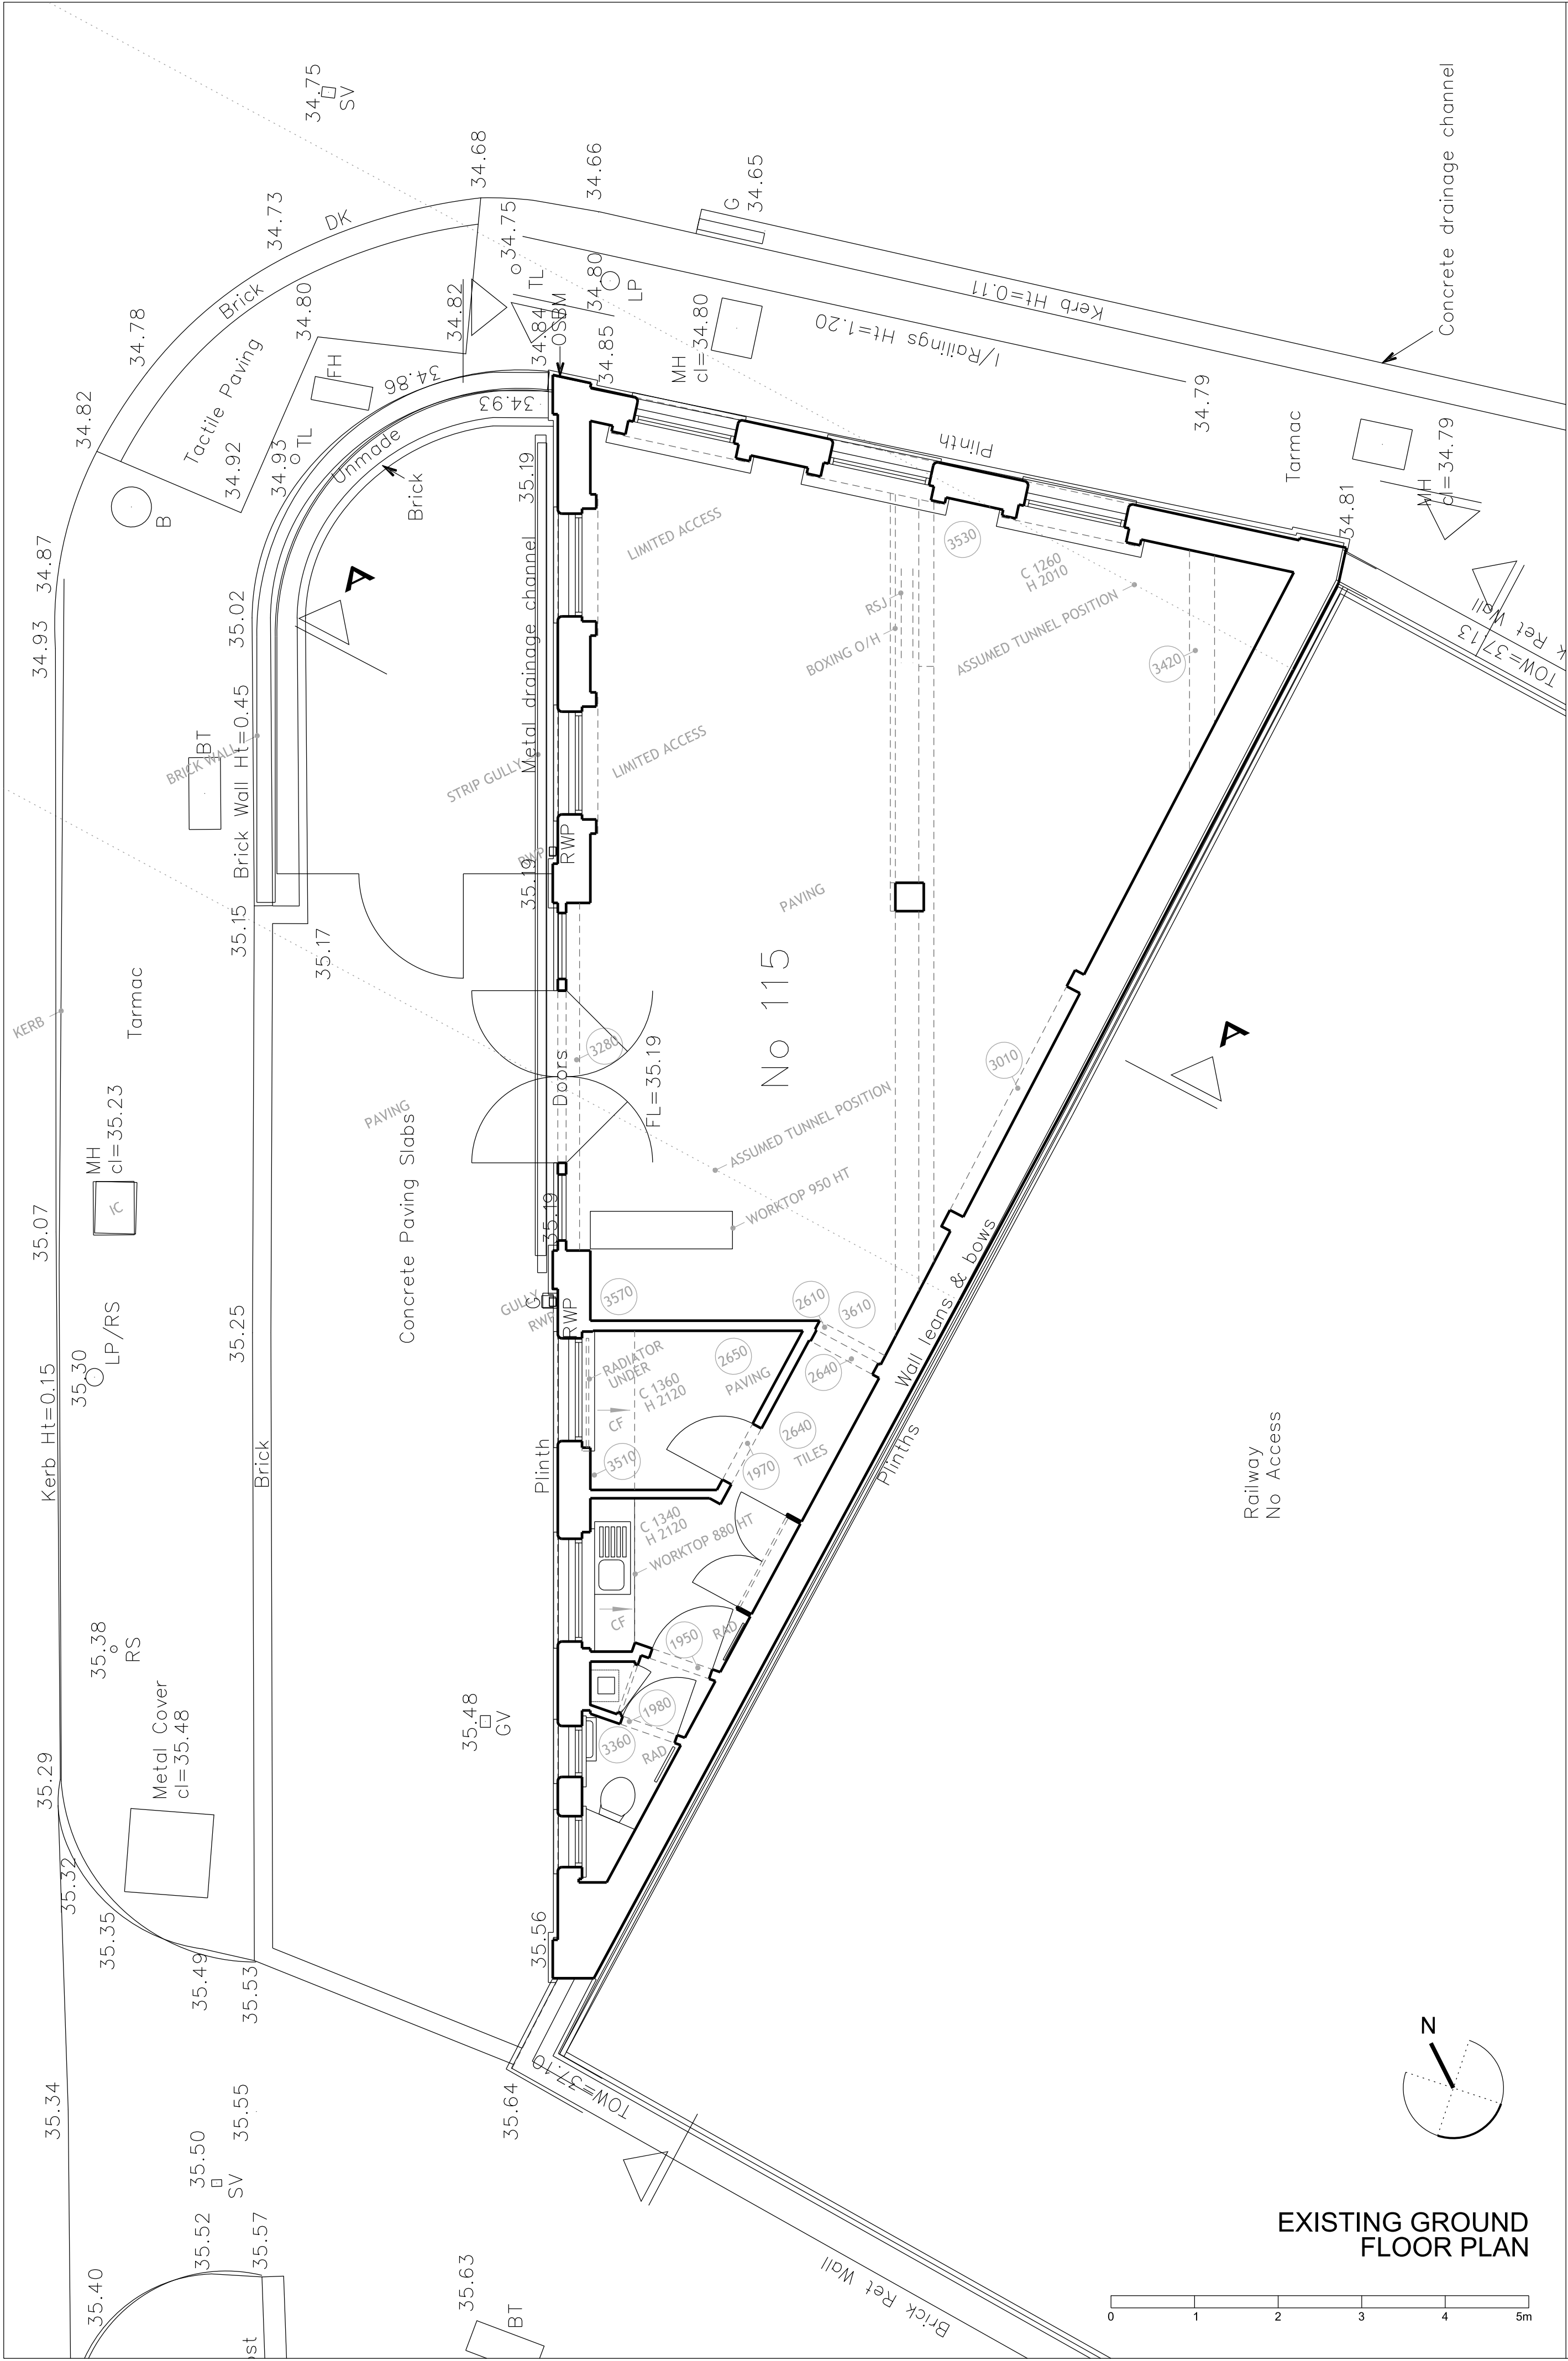 34.75
SV
34.68
34.66
34.73
DK
G
34.65
Concrete drainage channel
Brick
34.75
TL
34.80
LP
34.78
34.80
34.82
34.84
OSBM
34.85
MH
cl=34.80
Kerb Ht=0.11
I/Railings Ht=1.20
Tactile Paving
FH
34.86
34.93
34.82
34.92
34.93
TL
Unmade
Brick
35.19
Plinth
34.79
Tarmac
MH
cl=34.79
34.81
B
34.87
34.93
35.02
A
Metal drainage channel
LIMITED ACCESS
3530
C 1260
H 2010
RSJ
BOXING O/H
ASSUMED TUNNEL POSITION
3420
TOW=37.13
k Ret Wall
BT
BRICK WALL
Brick Wall Ht=0.45
STRIP GULLY
LIMITED ACCESS
RWP
RWP
35.19
PAVING
35.15
35.17
Tarmac
KERB
No 115
Doors
3280
FL=35.19
3010
A
PAVING
Concrete Paving Slabs
ASSUMED TUNNEL POSITION
MH
cl=35.23
IC
35.07
WORKTOP 950 HT
35.19
GULLY
G
RWP
RWP
3570
2610
3610
Wall leans & bows
35.25
LP/RS
35.30
Kerb Ht=0.15
RADIATOR
UNDER
C 1360
H 2120
2650
PAVING
2640
CF
3510
2640
TILES
1970
Plinths
Plinth
Brick
Railway
No Access
C 1340
H 2120
WORKTOP 880 HT
CF
1950
RAD
35.38
RS
Metal Cover
cl=35.48
35.48
GV
1980
3360
RAD
35.29
35.32
35.35
35.49
35.53
35.56
N
TOW=37.10
35.64
35.34
35.55
35.50
SV
35.52
35.57
35.40
35.63
BT
ost
Brick Ret Wall
EXISTING GROUND
FLOOR PLAN
0 1 2 3 4 5m